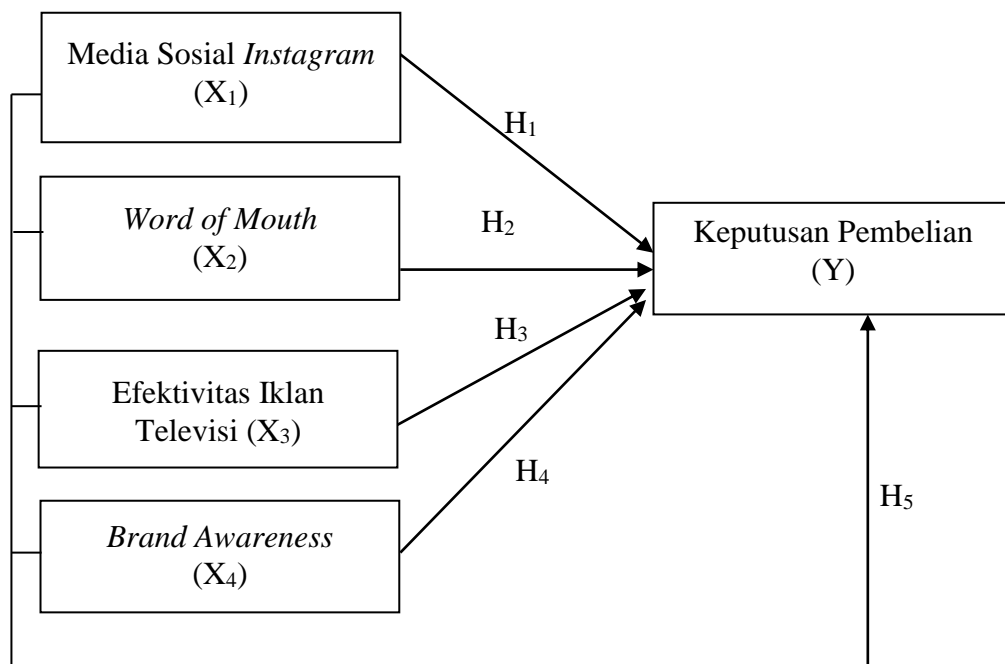 Media Sosial Instagram
(X₁)
H₁
Word of Mouth
(X₂)
H₂
Keputusan Pembelian
(Y)
H₃
Efektivitas Iklan
Televisi (X₃)
H₄
H₅
Brand Awareness
(X₄)